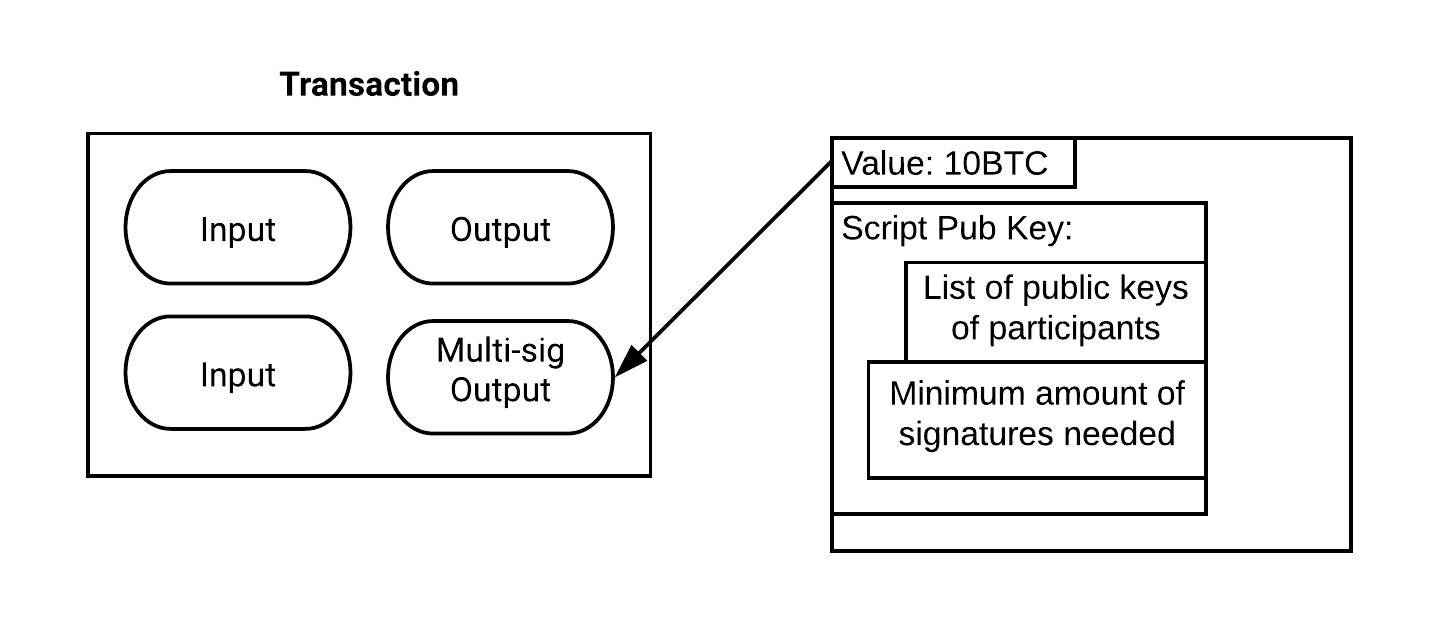 Transaction
Input
Output
Input
Multi-sig
Output
Value: 10BTC
Script Pub Key:
List of public keys
of participants
Minimum amount of
signatures needed